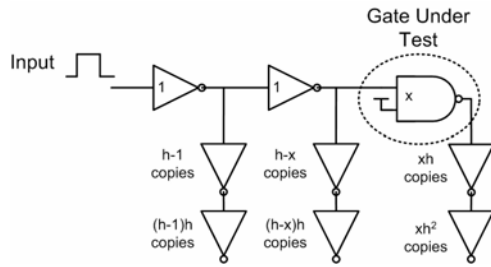 Gate Under
Test
Input
1
1
x
h-1
copies
h-x
copies
xh
copies
(h-1)h
copies
(h-x)h
copies
xh²
copies